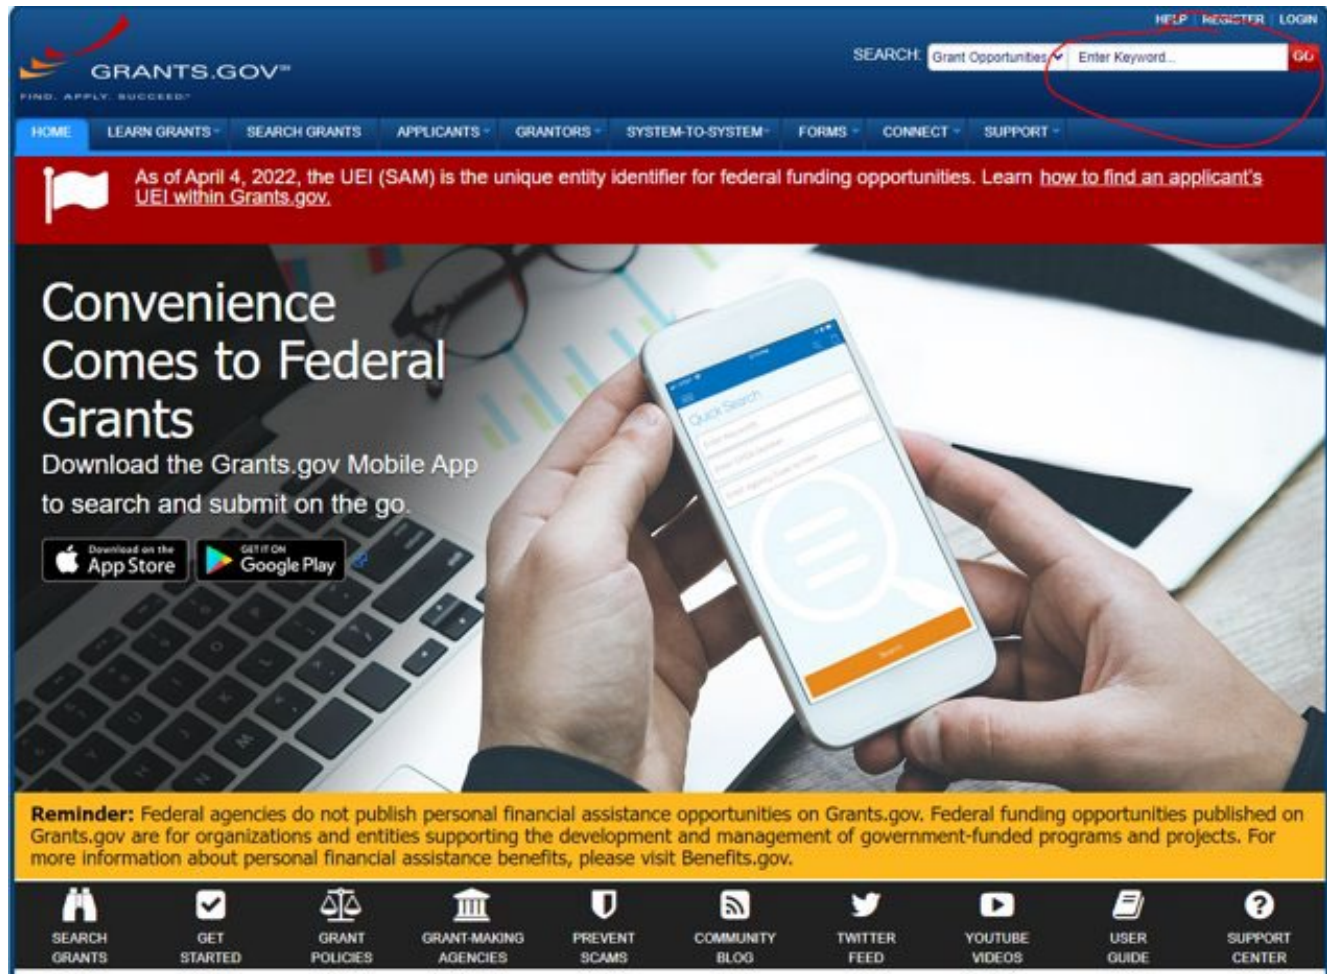 HELP | REGISTER | LOGIN
SEARCH: Grant Opportunities Enter Keyword... GO
GRANTS.GOV℠
FIND. APPLY. SUCCEED.℠
HOME LEARN GRANTS SEARCH GRANTS APPLICANTS GRANTORS SYSTEM-TO-SYSTEM FORMS CONNECT SUPPORT
As of April 4, 2022, the UEI (SAM) is the unique entity identifier for federal funding opportunities. Learn how to find an applicant's
UEI within Grants.gov.
Convenience
Comes to Federal
Grants
Download the Grants.gov Mobile App
to search and submit on the go.
Download on the
App Store
GET IT ON
Google Play
Quick Search
Search
Reminder: Federal agencies do not publish personal financial assistance opportunities on Grants.gov. Federal funding opportunities published on
Grants.gov are for organizations and entities supporting the development and management of government-funded programs and projects. For
more information about personal financial assistance benefits, please visit Benefits.gov.
SEARCH GRANTS
GET STARTED
GRANT POLICIES
GRANT-MAKING AGENCIES
PREVENT SCAMS
COMMUNITY BLOG
TWITTER FEED
YOUTUBE VIDEOS
USER GUIDE
SUPPORT CENTER